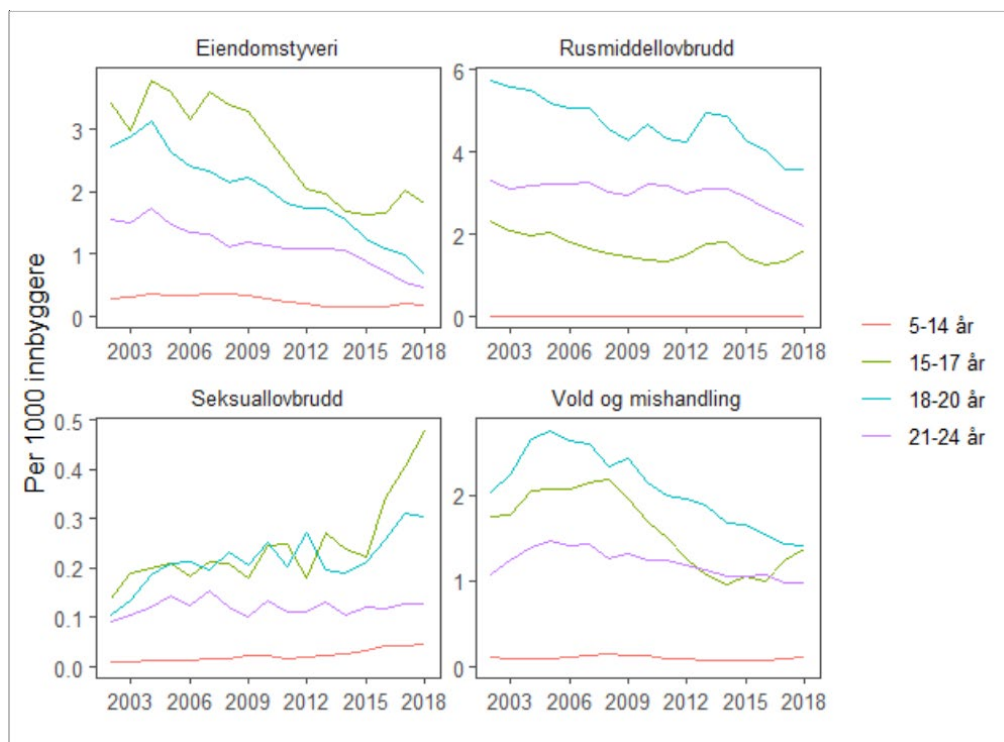 Eiendomstyveri
Rusmiddellovbrudd
3
2
1
0
6
4
2
0
2003 2006 2009 2012 2015 2018
2003 2006 2009 2012 2015 2018
Seksuallovbrudd
Vold og mishandling
0.5
0.4
0.3
0.2
0.1
0.0
2
1
0
2003 2006 2009 2012 2015 2018
2003 2006 2009 2012 2015 2018
Per 1000 innbyggere
5-14 år
15-17 år
18-20 år
21-24 år